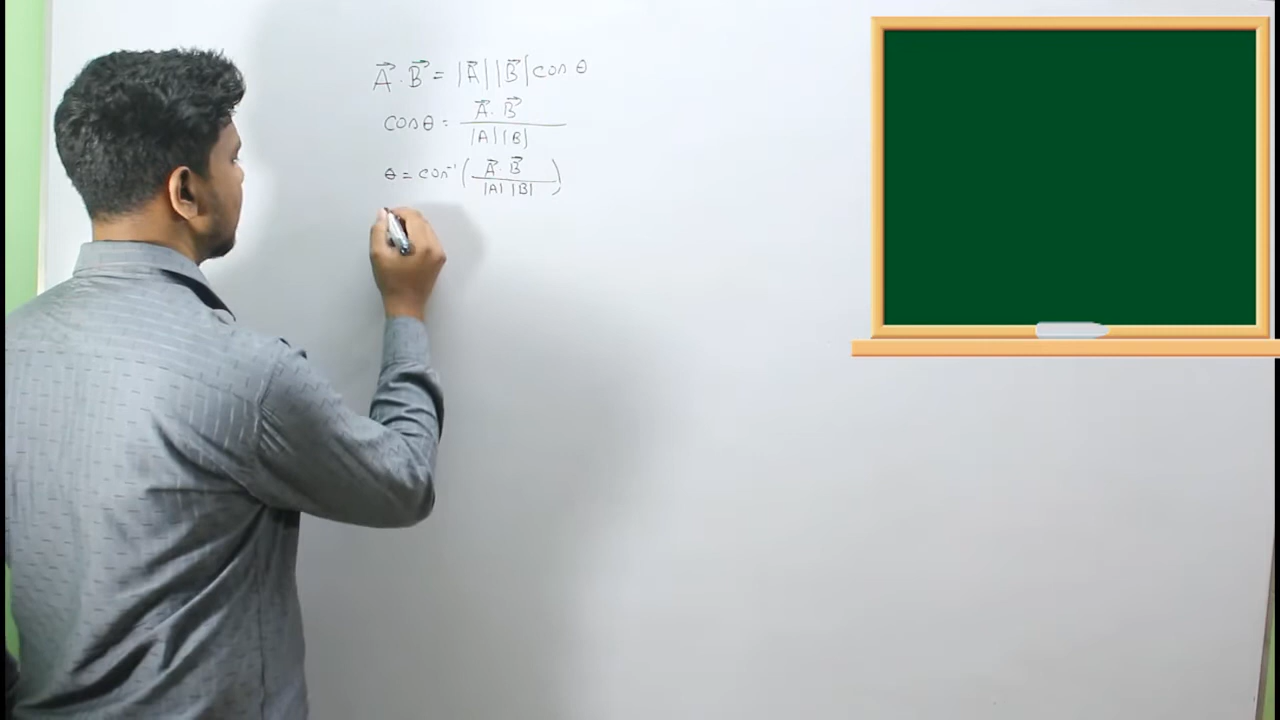 A⃗ . B⃗ = |A⃗| |B⃗| cos θ
cos θ = A⃗ . B⃗ / |A| |B|
θ = cos⁻¹ ( A⃗ . B⃗ / |A| |B| )